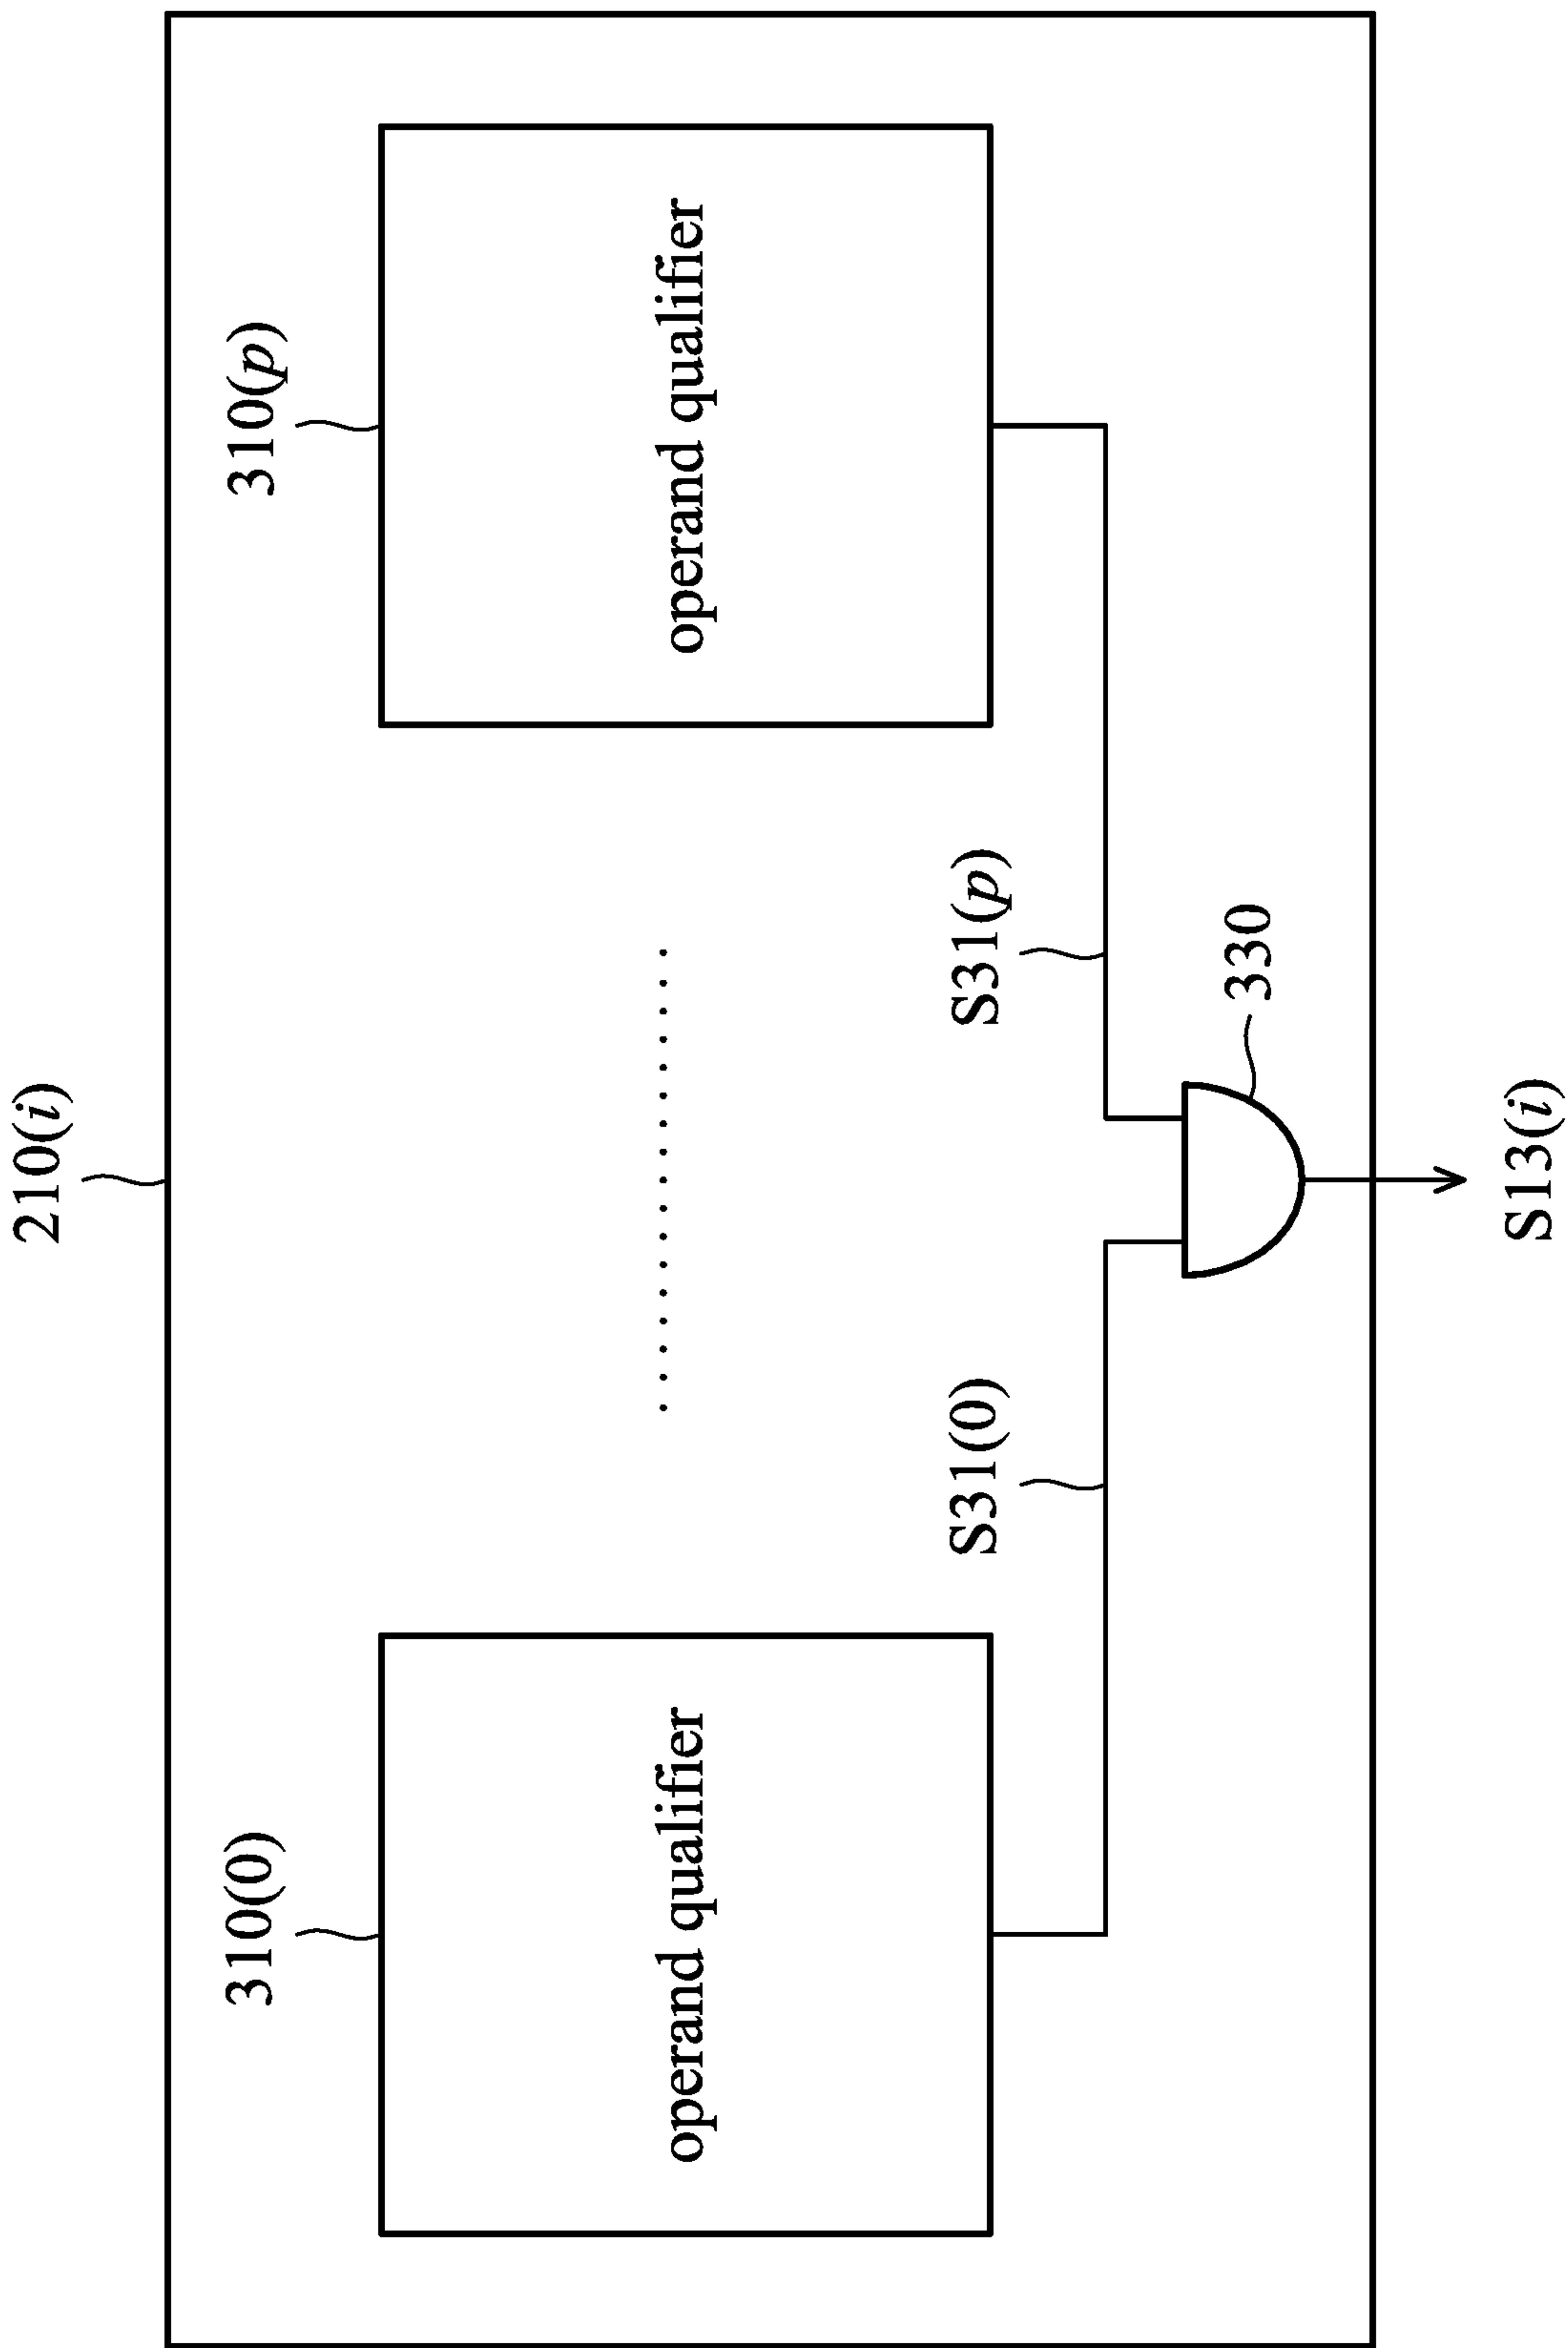 210(i)
310(0)
310(p)
operand qualifier
operand qualifier
S31(0)
S31(p)
330
S13(i)